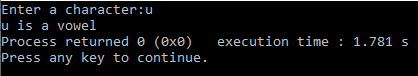 Enter a character:u
u is a vowel
Process returned 0 (0x0)   execution time : 1.781 s
Press any key to continue.